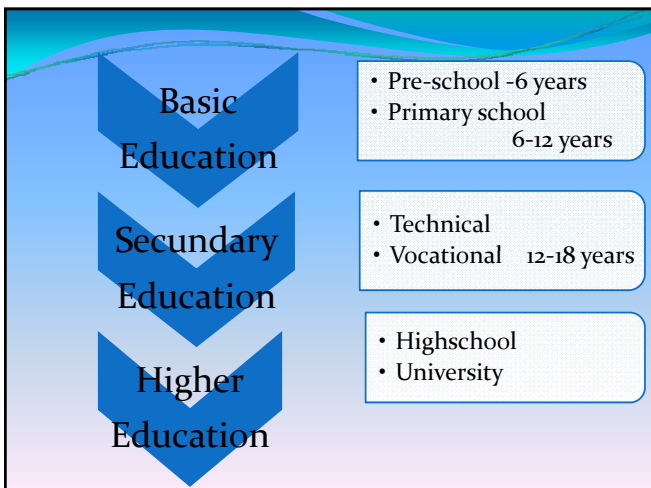 Basic
Education
• Pre-school -6 years
• Primary school
6-12 years
Secundary
Education
• Technical
• Vocational 12-18 years
Higher
Education
• Highschool
• University